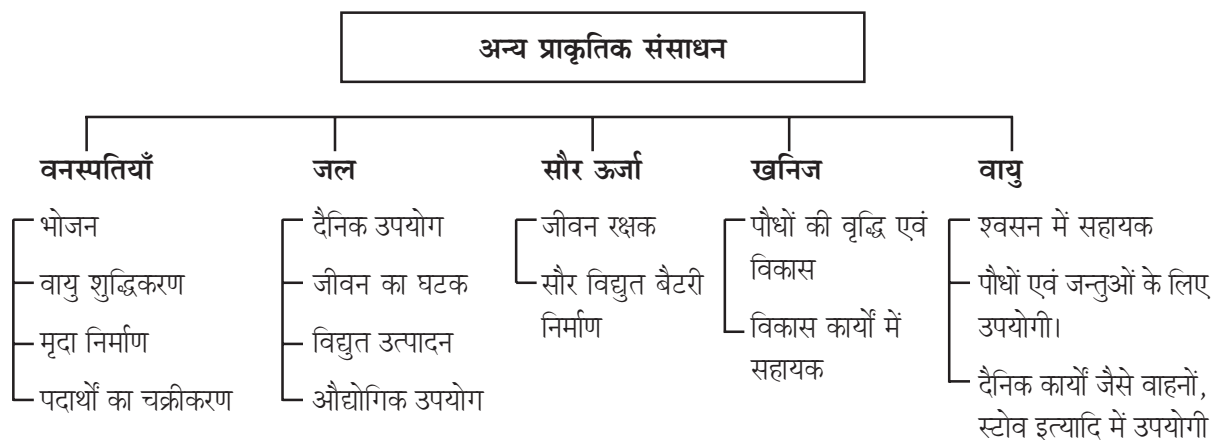 अन्य प्राकृतिक संसाधन
वनस्पतियाँ
भोजन
वायु शुद्धिकरण
मृदा निर्माण
पदार्थों का चक्रीकरण
जल
दैनिक उपयोग
जीवन का घटक
विद्युत उत्पादन
औद्योगिक उपयोग
सौर ऊर्जा
जीवन रक्षक
सौर विद्युत बैटरी
निर्माण
खनिज
पौधों की वृद्धि एवं
विकास
विकास कार्यों में
सहायक
वायु
श्वसन में सहायक
पौधों एवं जन्तुओं के लिए
उपयोगी।
दैनिक कार्यों जैसे वाहनों,
स्टोव इत्यादि में उपयोगी